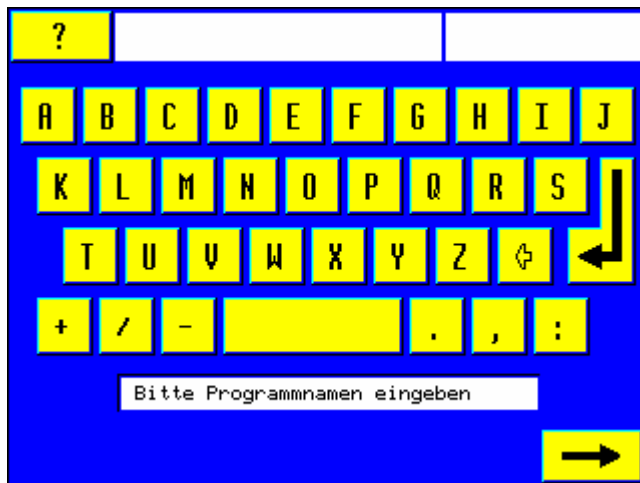 ?
A B C D E F G H I J
K L M N O P Q R S
T U V W X Y Z
+ / - . , :
Bitte Programmnamen eingeben